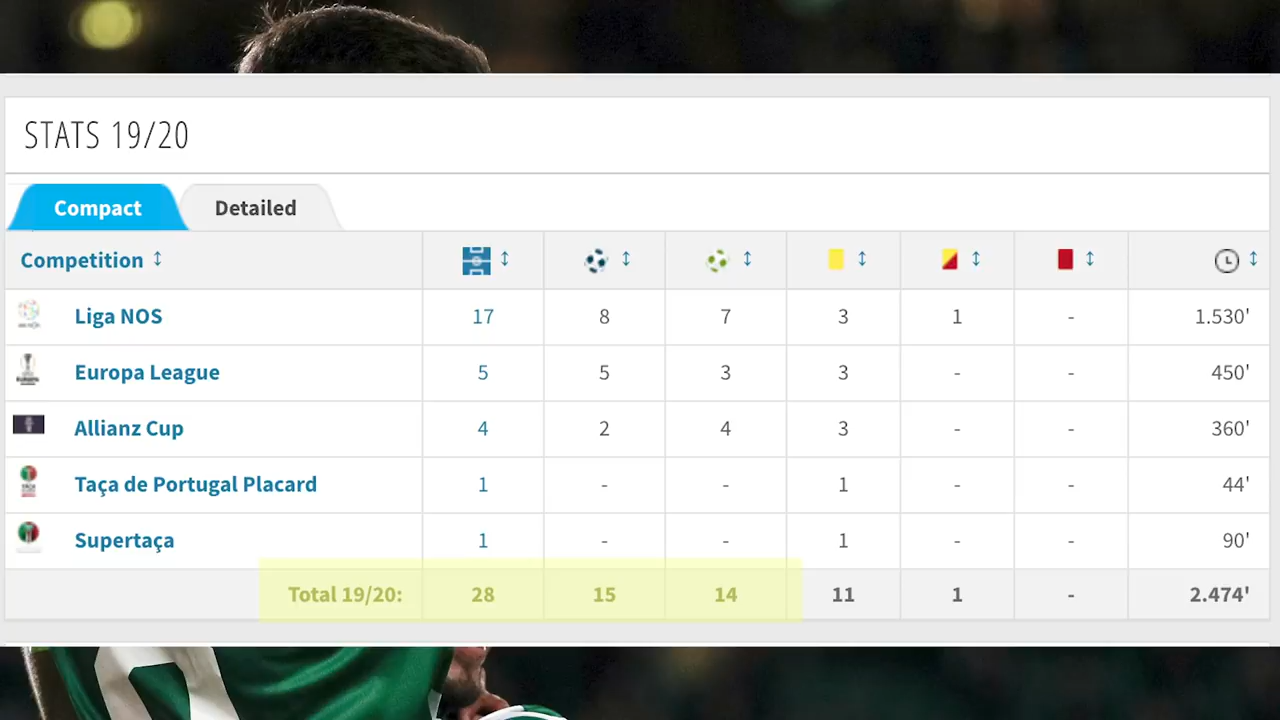 STATS 19/20
Compact Detailed
Competition
Liga NOS 17 8 7 3 1 - 1.530'
Europa League 5 5 3 3 - - 450'
Allianz Cup 4 2 4 3 - - 360'
Taça de Portugal Placard 1 - - 1 - - 44'
Supertaça 1 - - 1 - - 90'
Total 19/20: 28 15 14 11 1 - 2.474'